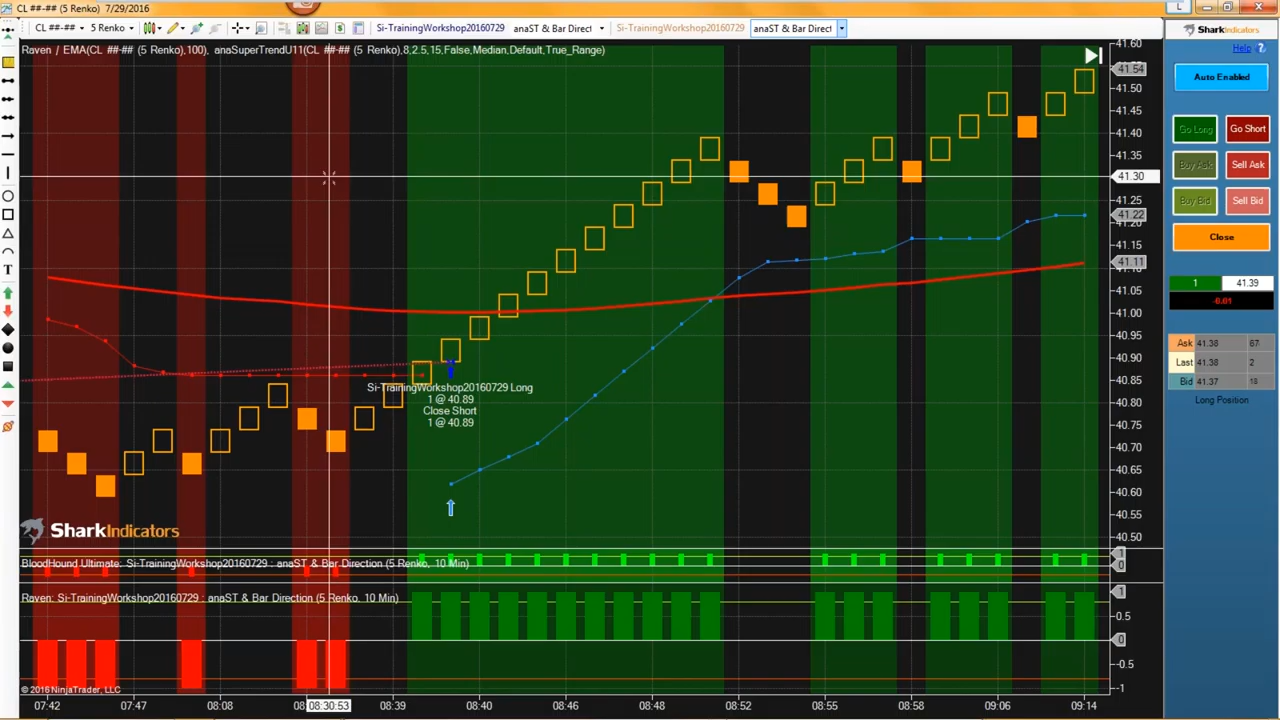 CL ##-## (5 Renko) 7/29/2016
CL ##-## 5 Renko Si-TrainingWorkshop20160729 anaST & Bar Direct Si-TrainingWorkshop20160729 anaST & Bar Direct
Raven / EMA(CL ##-## (5 Renko),100), anaSuperTrendU11(CL ##-## (5 Renko),8,2.5,15,False,Median,Default,True_Range)
T
Si-TrainingWorkshop20160729 Long
1 @ 40.89
Close Short
1 @ 40.89
SharkIndicators
BloodHound Ultimate: Si-TrainingWorkshop20160729 : anaST & Bar Direction (5 Renko, 10 Min)
Raven: Si-TrainingWorkshop20160729 : anaST & Bar Direction (5 Renko, 10 Min)
© 2016 NinjaTrader, LLC
07:42 07:47 08:08 08:30:53 08:39 08:40 08:46 08:48 08:52 08:55 08:58 09:06 09:14
41.60
41.54
41.50
41.45
41.40
41.35
41.30
41.25
41.22
41.15
41.11
41.05
41.00
40.95
40.90
40.85
40.80
40.75
40.70
40.65
40.60
40.55
40.50
1
0
1
0.5
0
-0.5
-1
L
SharkIndicators
Help
Auto Enabled
Go Long Go Short
Buy Ask Sell Ask
Buy Bid Sell Bid
Close
1 41.39
-0.01
Ask 41.38 67
Last 41.38 2
Bid 41.37 18
Long Position